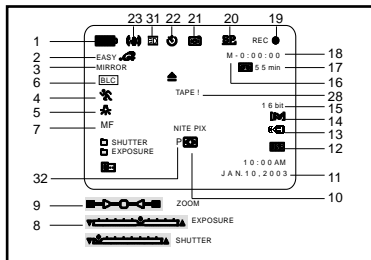 23 31 22 21 20 19
1 REC
EASY M - 0 : 0 0 : 0 0 18
2
3 MIRROR 5 5 min 17
6 BLC 16
4 TAPE ! 28
5 1 6 bit 15
7 MF 14
NITE PIX 13
SHUTTER P
EXPOSURE 12
1 0 : 0 0 AM
32 J A N. 1 0 , 2 0 0 3 11
10
9 ZOOM
8 EXPOSURE
SHUTTER